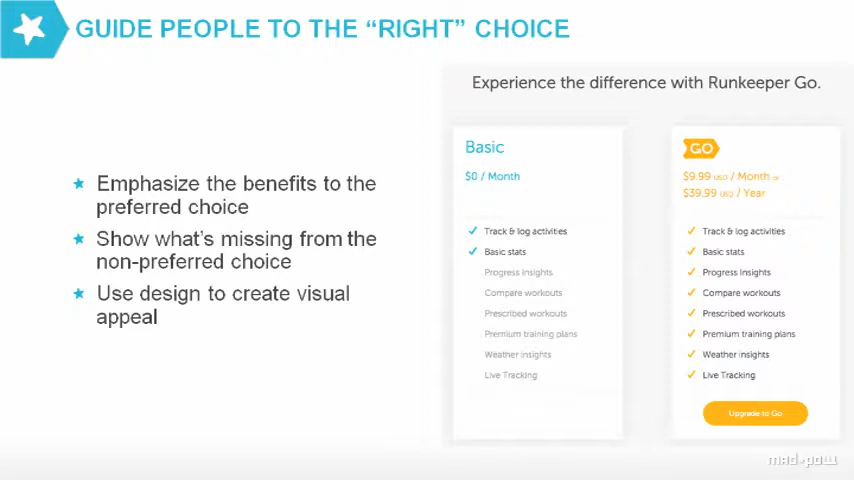 GUIDE PEOPLE TO THE “RIGHT” CHOICE
Emphasize the benefits to the
preferred choice
Show what’s missing from the
non-preferred choice
Use design to create visual
appeal
Experience the difference with Runkeeper Go.
Basic
$0 / Month
Track & log activities
Basic stats
Progress Insights
Compare workouts
Prescribed workouts
Premium training plans
Weather insights
Live Tracking
GO
$9.99 USD / Month or
$39.99 USD / Year
Track & log activities
Basic stats
Progress Insights
Compare workouts
Prescribed workouts
Premium training plans
Weather insights
Live Tracking
Upgrade to Go
mad*pow